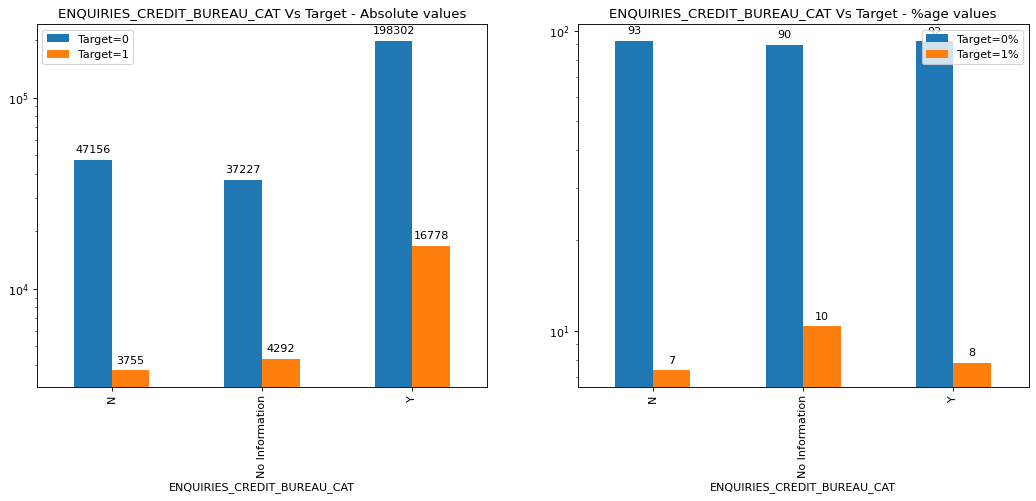 ENQUIRIES_CREDIT_BUREAU_CAT Vs Target - Absolute values
Target=0
Target=1
10^5
10^4
47156
3755
37227
4292
198302
16778
N
No Information
Y
ENQUIRIES_CREDIT_BUREAU_CAT
ENQUIRIES_CREDIT_BUREAU_CAT Vs Target - %age values
Target=0%
Target=1%
10^2
10^1
93
7
90
10
8
N
No Information
Y
ENQUIRIES_CREDIT_BUREAU_CAT